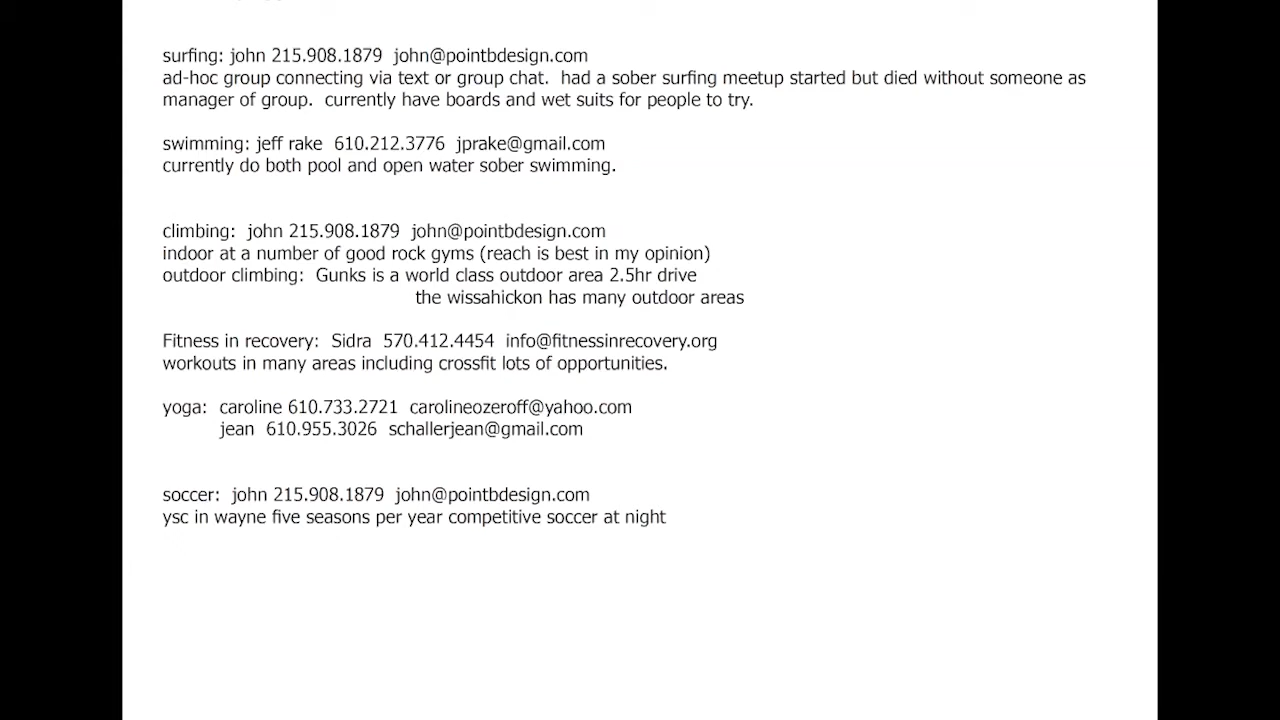 surfing: john 215.908.1879 john@pointbdesign.com
ad-hoc group connecting via text or group chat. had a sober surfing meetup started but died without someone as
manager of group. currently have boards and wet suits for people to try.
swimming: jeff rake 610.212.3776 jprake@gmail.com
currently do both pool and open water sober swimming.
climbing: john 215.908.1879 john@pointbdesign.com
indoor at a number of good rock gyms (reach is best in my opinion)
outdoor climbing: Gunks is a world class outdoor area 2.5hr drive
the wissahickon has many outdoor areas
Fitness in recovery: Sidra 570.412.4454 info@fitnessinrecovery.org
workouts in many areas including crossfit lots of opportunities.
yoga: caroline 610.733.2721 carolineozeroff@yahoo.com
jean 610.955.3026 schallerjean@gmail.com
soccer: john 215.908.1879 john@pointbdesign.com
ysc in wayne five seasons per year competitive soccer at night